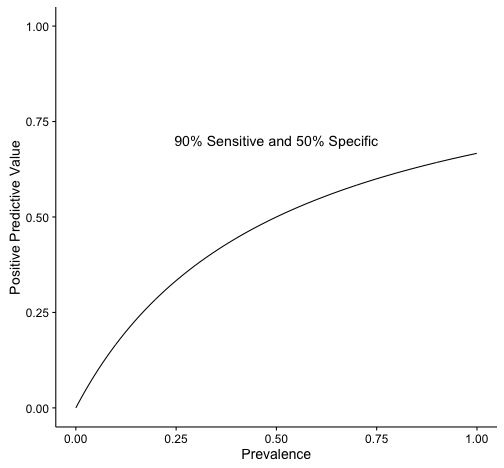 1.00
0.75
90% Sensitive and 50% Specific
0.50
0.25
0.00
Positive Predictive Value
0.00 0.25 0.50 0.75 1.00
Prevalence